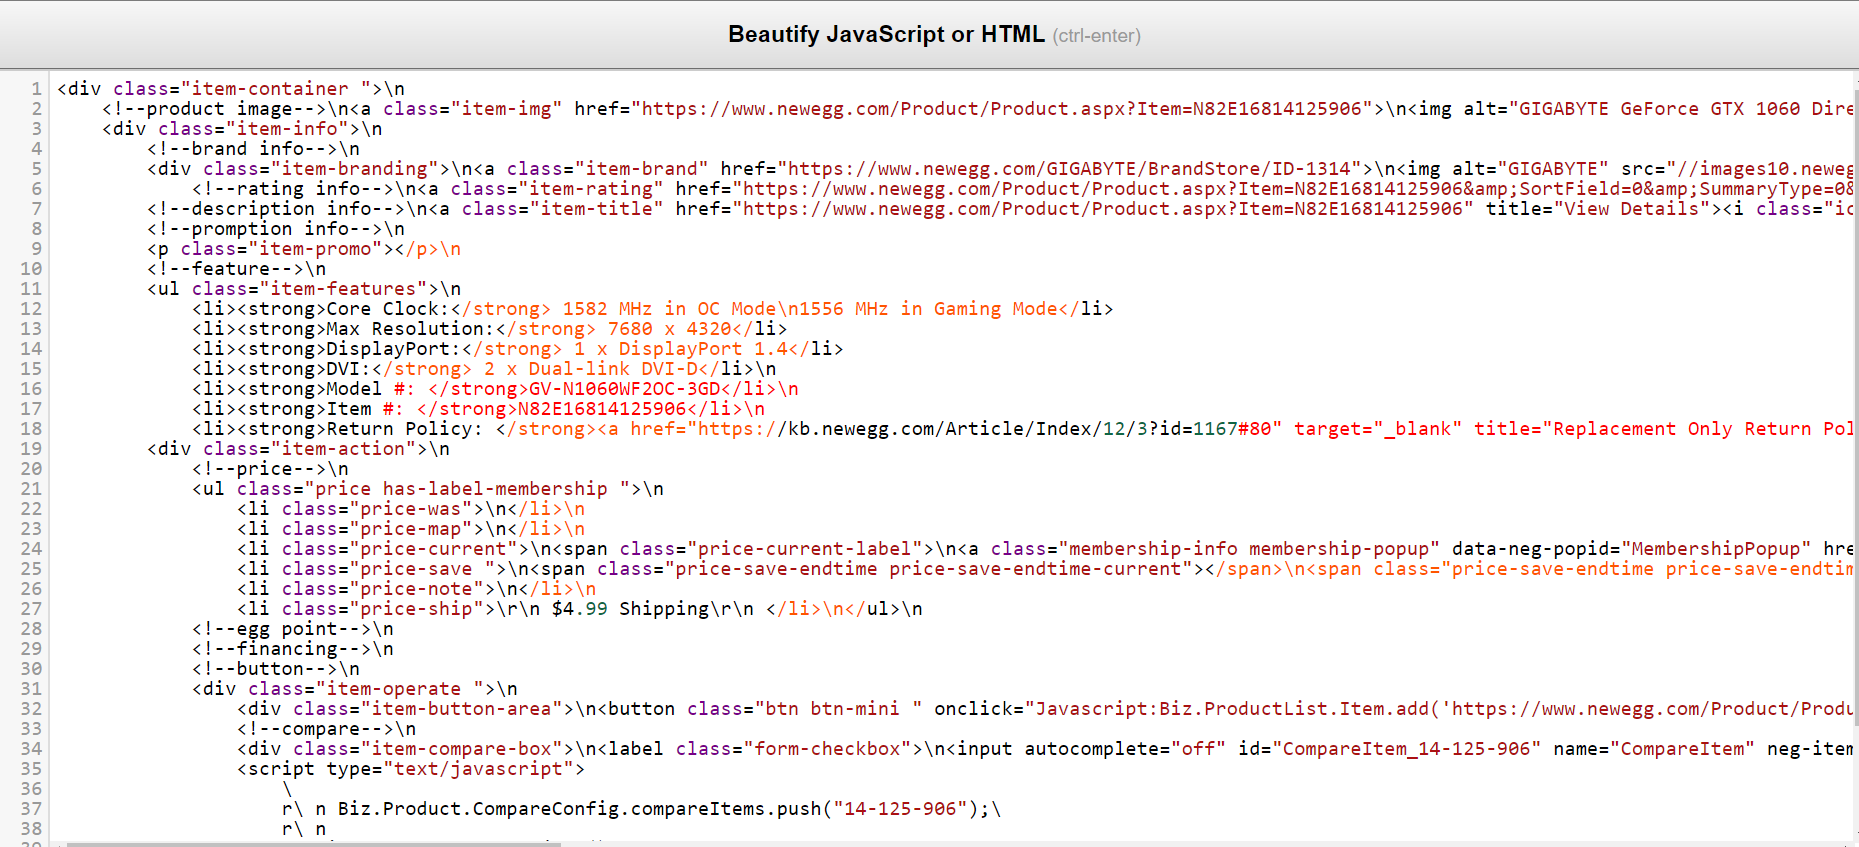 Beautify JavaScript or HTML (ctrl-enter)
1 <div class="item-container ">\n
2 <!--product image-->\n<a class="item-img" href="https://www.newegg.com/Product/Product.aspx?Item=N82E16814125906">\n<img alt="GIGABYTE GeForce GTX 1060 Dire
3 <div class="item-info">\n
4 <!--brand info-->\n
5 <div class="item-branding">\n<a class="item-brand" href="https://www.newegg.com/GIGABYTE/BrandStore/ID-1314">\n<img alt="GIGABYTE" src="//images10.neweg
6 <!--rating info-->\n<a class="item-rating" href="https://www.newegg.com/Product/Product.aspx?Item=N82E16814125906&amp;SortField=0&amp;SummaryType=0&
7 <!--description info-->\n<a class="item-title" href="https://www.newegg.com/Product/Product.aspx?Item=N82E16814125906" title="View Details"><i class="ic
8 <!--promption info-->\n
9 <p class="item-promo"></p>\n
10 <!--feature-->\n
11 <ul class="item-features">\n
12 <li><strong>Core Clock:</strong> 1582 MHz in OC Mode\n1556 MHz in Gaming Mode</li>
13 <li><strong>Max Resolution:</strong> 7680 x 4320</li>
14 <li><strong>DisplayPort:</strong> 1 x DisplayPort 1.4</li>
15 <li><strong>DVI:</strong> 2 x Dual-link DVI-D</li>\n
16 <li><strong>Model #: </strong>GV-N1060WF2OC-3GD</li>\n
17 <li><strong>Item #: </strong>N82E16814125906</li>\n
18 <li><strong>Return Policy: </strong><a href="https://kb.newegg.com/Article/Index/12/3?id=1167#80" target="_blank" title="Replacement Only Return Pol
19 <div class="item-action">\n
20 <!--price-->\n
21 <ul class="price has-label-membership ">\n
22 <li class="price-was">\n</li>\n
23 <li class="price-map">\n</li>\n
24 <li class="price-current">\n<span class="price-current-label">\n<a class="membership-info membership-popup" data-neg-popid="MembershipPopup" hre
25 <li class="price-save ">\n<span class="price-save-endtime price-save-endtime-current"></span>\n<span class="price-save-endtime price-save-endtim
26 <li class="price-note">\n</li>\n
27 <li class="price-ship">\r\n $4.99 Shipping\r\n </li>\n</ul>\n
28 <!--egg point-->\n
29 <!--financing-->\n
30 <!--button-->\n
31 <div class="item-operate ">\n
32 <div class="item-button-area">\n<button class="btn btn-mini " onclick="Javascript:Biz.ProductList.Item.add('https://www.newegg.com/Product/Produ
33 <!--compare-->\n
34 <div class="item-compare-box">\n<label class="form-checkbox">\n<input autocomplete="off" id="CompareItem_14-125-906" name="CompareItem" neg-item
35 <script type="text/javascript">
36 \
37 r\ n Biz.Product.CompareConfig.compareItems.push("14-125-906");\
38 r\ n